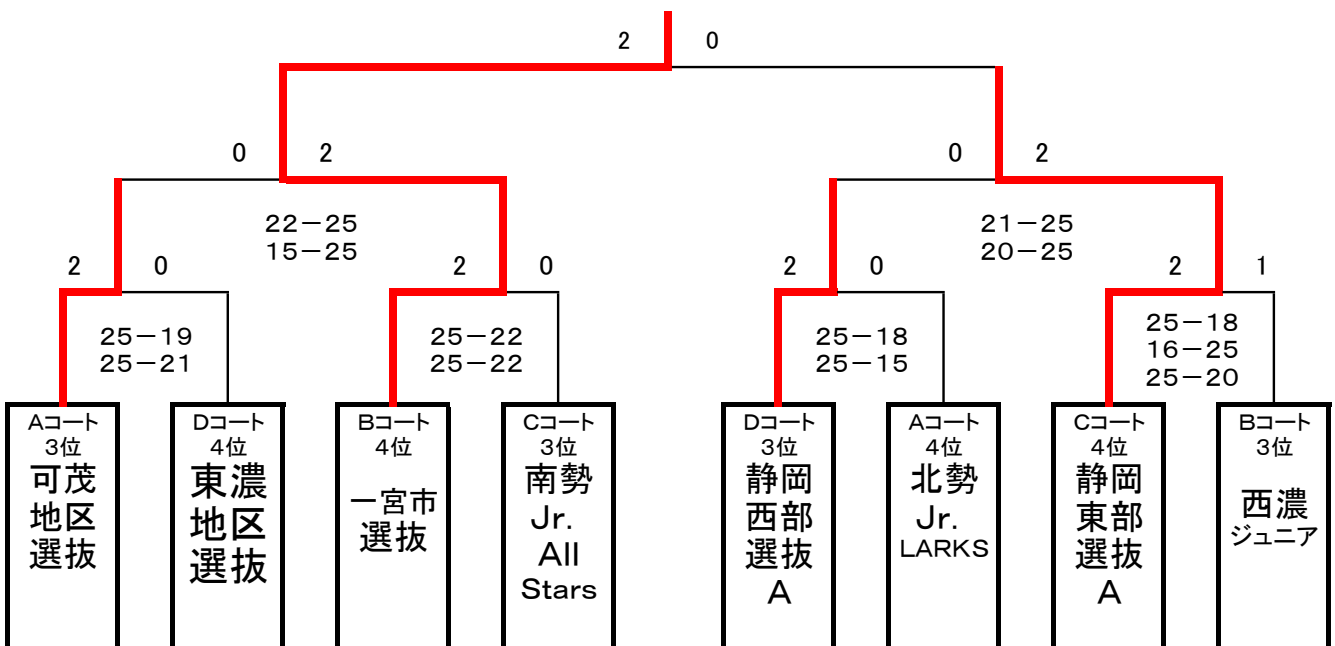 2 0
0 2
0 2
22－25
15－25
21－25
20－25
2 0
2 0
2 0
2 1
25－19
25－21
25－22
25－22
25－18
25－15
25－18
16－25
25－20
Aコート
3位
可茂
地区
選抜
Dコート
4位
東濃
地区
選抜
Bコート
4位
一宮市
選抜
Cコート
3位
南勢
Jr.
All
Stars
Dコート
3位
静岡
西部
選抜
A
Aコート
4位
北勢
Jr.
LARKS
Cコート
4位
静岡
東部
選抜
A
Bコート
3位
西濃
ジュニア